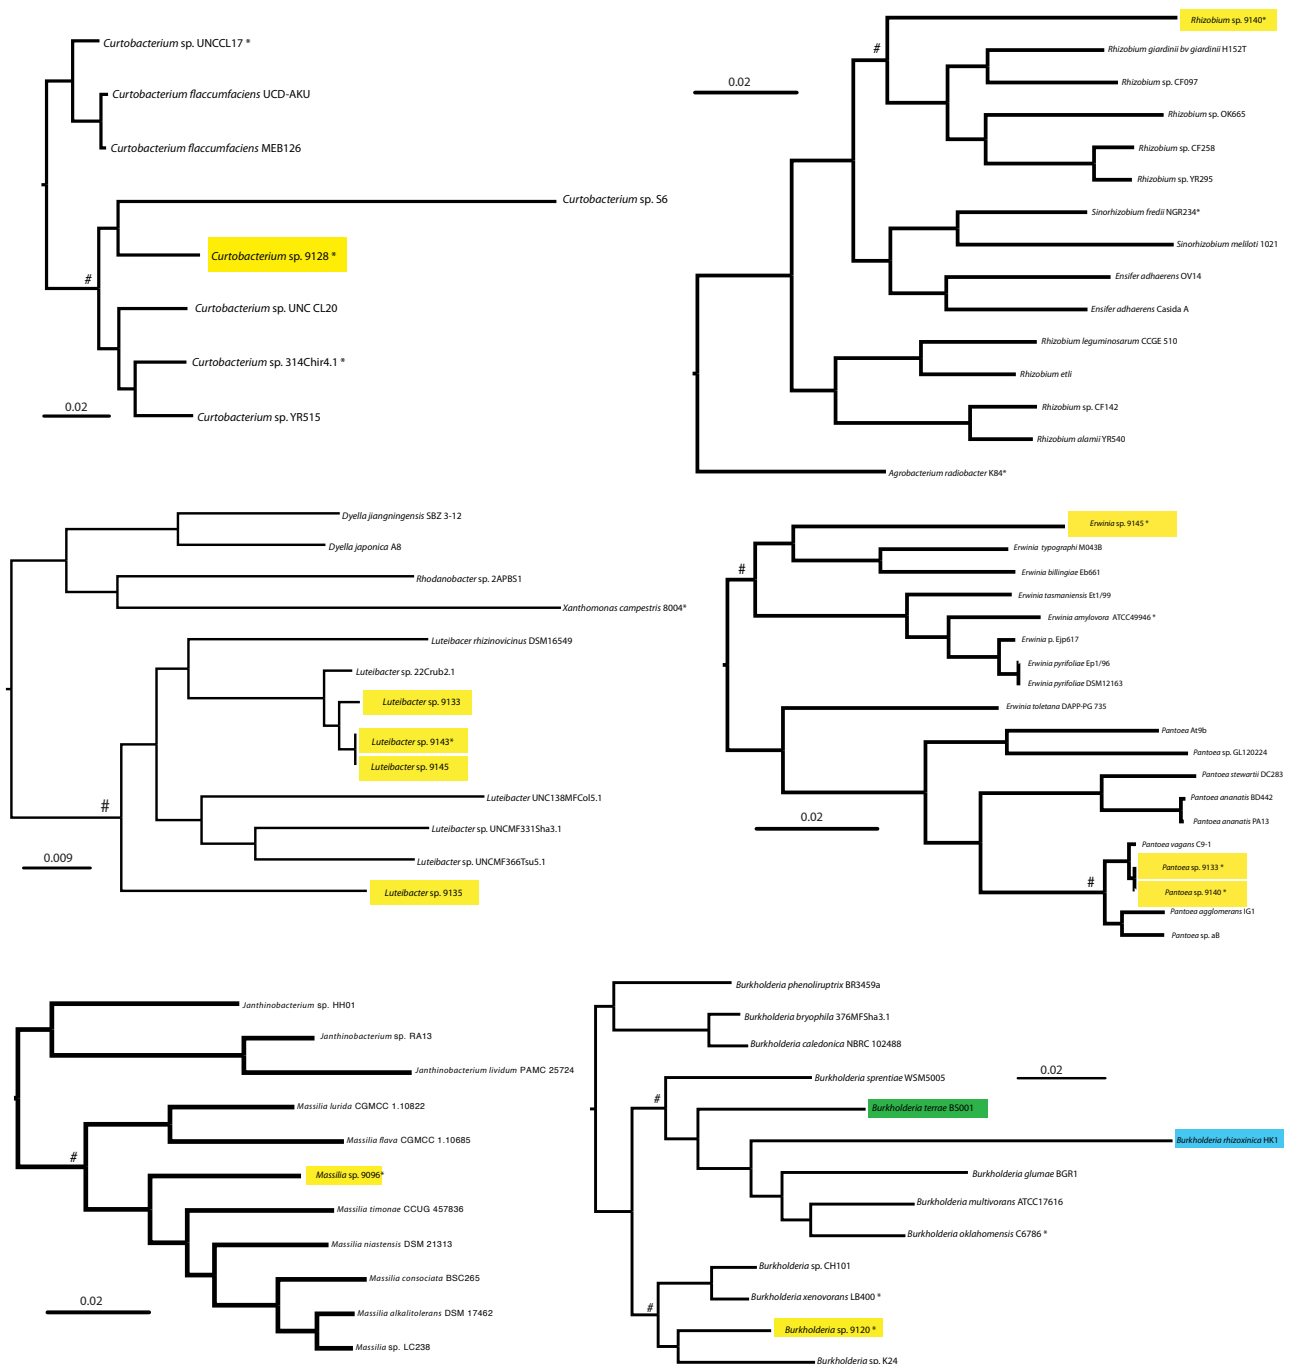 Curtobacterium sp. UNCCL17 *
Curtobacterium flaccumfaciens UCD-AKU
Curtobacterium flaccumfaciens MEB126
Curtobacterium sp. S6
Curtobacterium sp. 9128 *
#
Curtobacterium sp. UNC CL20
Curtobacterium sp. 314Chir4.1 *
Curtobacterium sp. YR515
0.02
Rhizobium sp. 9140*
#
Rhizobium giardinii bv giardinii H152T
Rhizobium sp. CF097
0.02
Rhizobium sp. OK665
Rhizobium sp. CF258
Rhizobium sp. YR295
Sinorhizobium fredii NGR234*
Sinorhizobium meliloti 1021
Ensifer adhaerens OV14
Ensifer adhaerens Casida A
Rhizobium leguminosarum CCGE 510
Rhizobium etli
Rhizobium sp. CF142
Rhizobium alamii YR540
Agrobacterium radiobacter K84*
Dyella jiangningensis SBZ 3-12
Dyella japonica A8
Rhodanobacter sp. 2APBS1
Xanthomonas campestris 8004*
Luteibacer rhizinovicinus DSM16549
Luteibacter sp. 22Crub2.1
Luteibacter sp. 9133
Luteibacter sp. 9143*
Luteibacter sp. 9145
Luteibacter UNC138MFCol5.1
#
Luteibacter sp. UNCMF331Sha3.1
Luteibacter sp. UNCMF366Tsu5.1
0.009
Luteibacter sp. 9135
Erwinia sp. 9145 *
Erwinia typographi M043B
#
Erwinia billingiae Eb661
Erwinia tasmaniensis Et1/99
Erwinia amylovora ATCC49946 *
Erwinia p. Ejp617
Erwinia pyrifoliae Ep1/96
Erwinia pyrifoliae DSM12163
Erwinia toletana DAPP-PG 735
Pantoea At9b
Pantoea sp. GL120224
Pantoea stewartii DC283
Pantoea ananatis BD442
0.02
Pantoea ananatis PA13
Pantoea vagans C9-1
Pantoea sp. 9133 *
#
Pantoea sp. 9140 *
Pantoea agglomerans IG1
Pantoea sp. aB
Janthinobacterium sp. HH01
Janthinobacterium sp. RA13
Janthinobacterium lividum PAMC 25724
Massilia lurida CGMCC 1.10822
Massilia flava CGMCC 1.10685
#
Massilia sp. 9096*
Massilia timonae CCUG 457836
Massilia niastensis DSM 21313
Massilia consociata BSC265
0.02
Massilia alkalitolerans DSM 17462
Massilia sp. LC238
Burkholderia phenoliruptrix BR3459a
Burkholderia bryophila 376MFSha3.1
Burkholderia caledonica NBRC 102488
0.02
Burkholderia sprentiae WSM5005
#
Burkholderia terrae BS001
Burkholderia rhizoxinica HK1
Burkholderia glumae BGR1
Burkholderia multivorans ATCC17616
Burkholderia oklahomensis C6786 *
Burkholderia sp. CH101
Burkholderia xenovorans LB400 *
#
Burkholderia sp. 9120 *
Burkholderia sp. K24